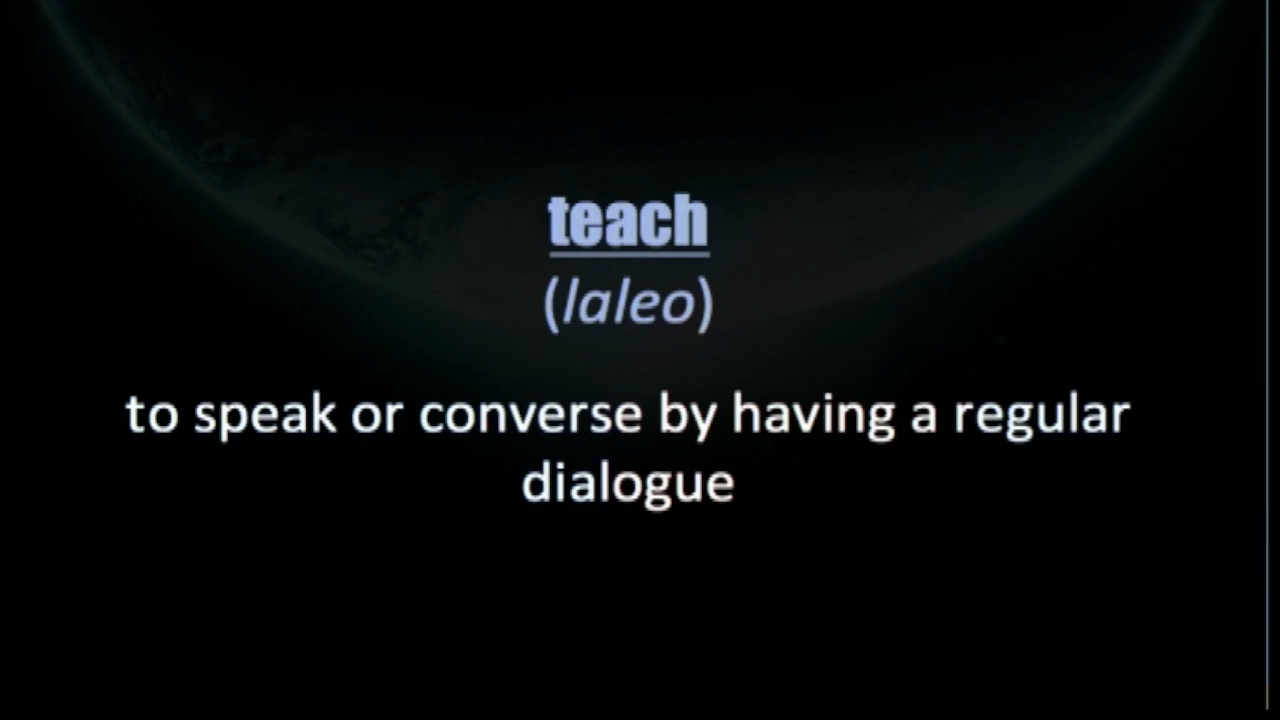 teach
(laleo)
to speak or converse by having a regular
dialogue